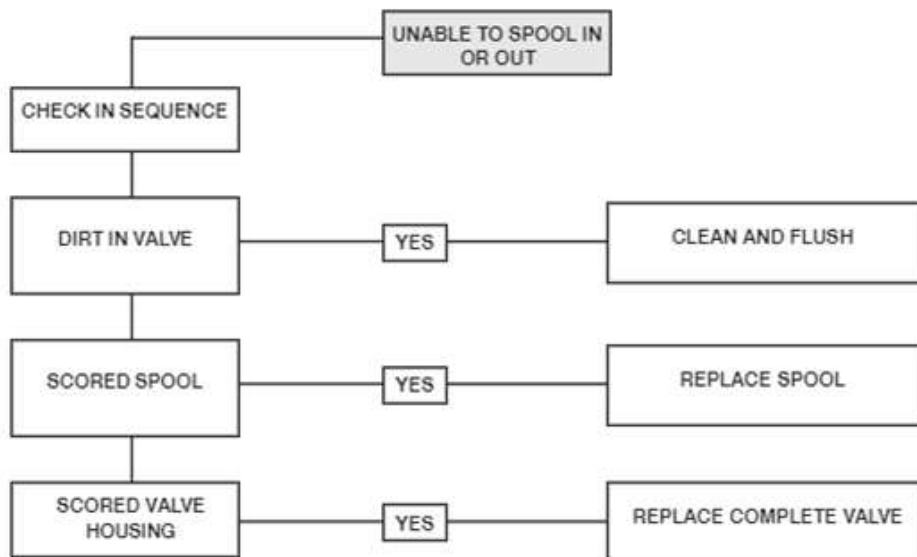 UNABLE TO SPOOL IN
OR OUT
CHECK IN SEQUENCE
DIRT IN VALVE
YES
CLEAN AND FLUSH
SCORED SPOOL
YES
REPLACE SPOOL
SCORED VALVE
HOUSING
YES
REPLACE COMPLETE VALVE